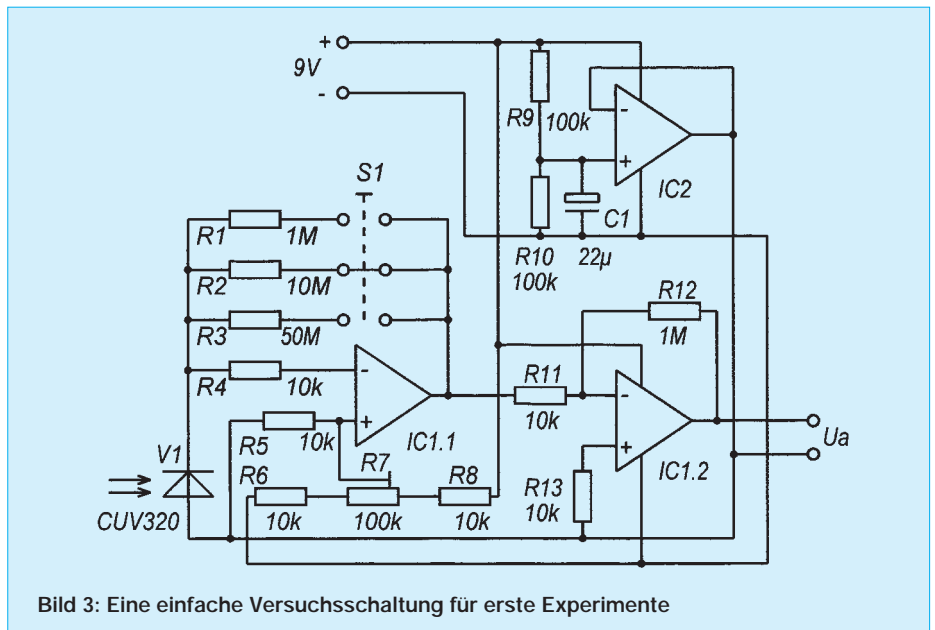 +
9V
-
R9
100k
-
+
IC2
C1
22µ
R10
100k
S1
R1
1M
R2
10M
R3
50M
R4
10k
-
+
IC1.1
R5
10k
V1
CUV320
R6
10k
R7
100k
R8
10k
R11
10k
R12
1M
-
+
IC1.2
R13
10k
Ua
Bild 3: Eine einfache Versuchsschaltung für erste Experimente